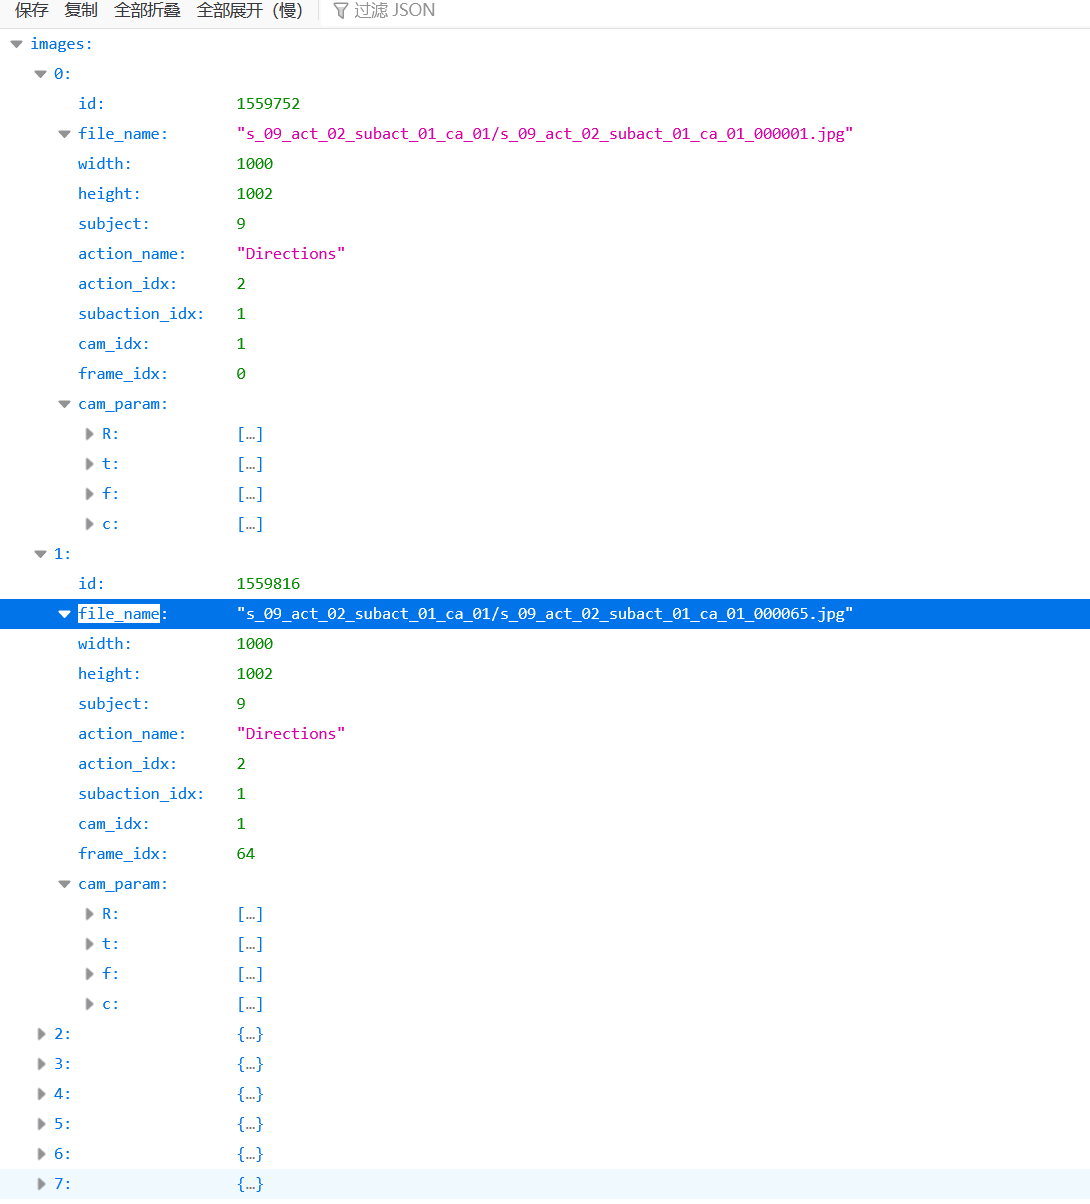 保存 复制 全部折叠 全部展开（慢） 过滤 JSON
images:
0:
id: 1559752
file_name: "s_09_act_02_subact_01_ca_01/s_09_act_02_subact_01_ca_01_000001.jpg"
width: 1000
height: 1002
subject: 9
action_name: "Directions"
action_idx: 2
subaction_idx: 1
cam_idx: 1
frame_idx: 0
cam_param:
R: […]
t: […]
f: […]
c: […]
1:
id: 1559816
file_name: "s_09_act_02_subact_01_ca_01/s_09_act_02_subact_01_ca_01_000065.jpg"
width: 1000
height: 1002
subject: 9
action_name: "Directions"
action_idx: 2
subaction_idx: 1
cam_idx: 1
frame_idx: 64
cam_param:
R: […]
t: […]
f: […]
c: […]
2: {…}
3: {…}
4: {…}
5: {…}
6: {…}
7: {…}